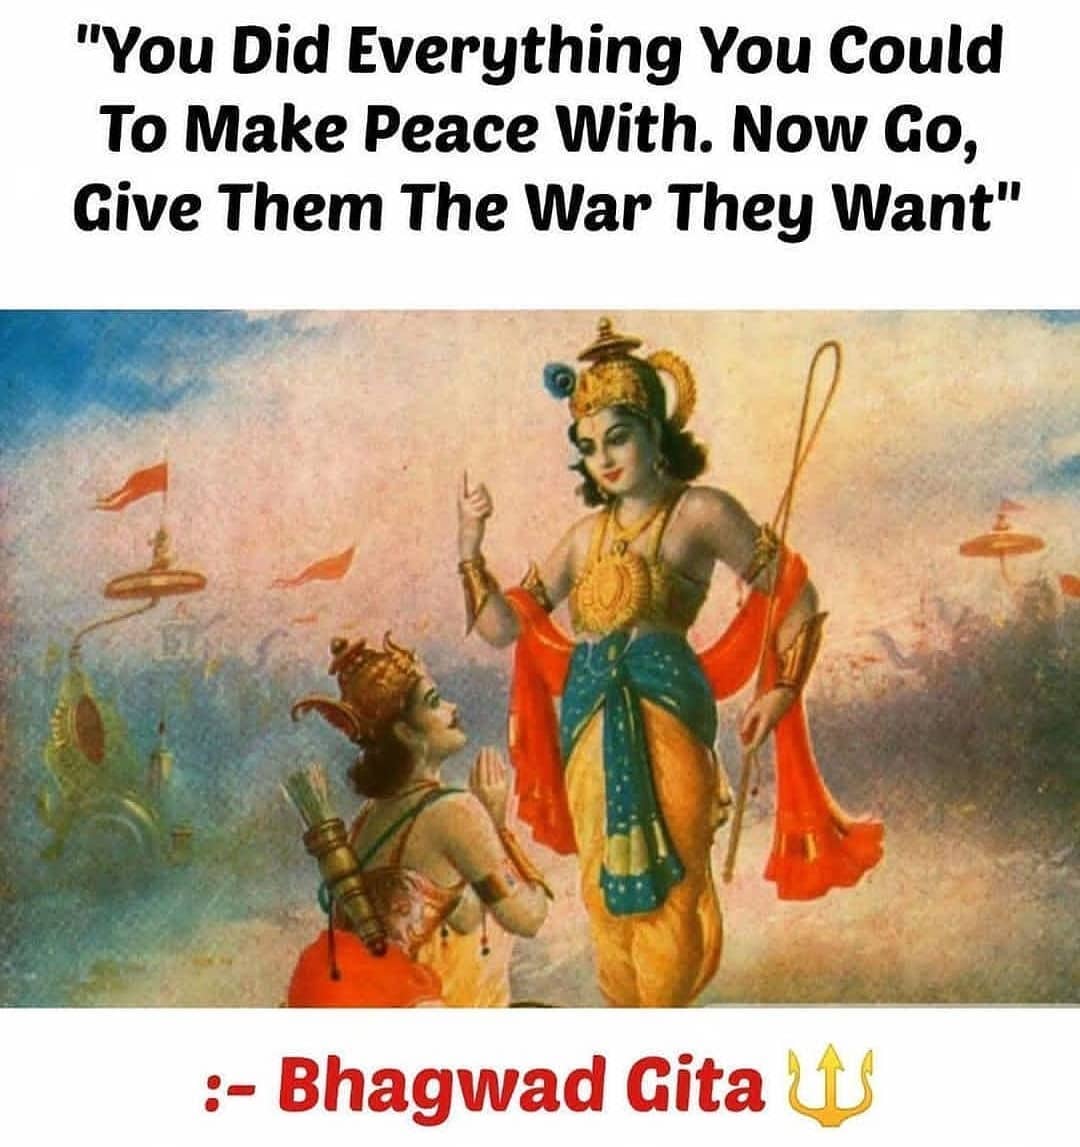 "You Did Everything You Could
To Make Peace With. Now Go,
Give Them The War They Want"
:- Bhagwad Gita 🔱